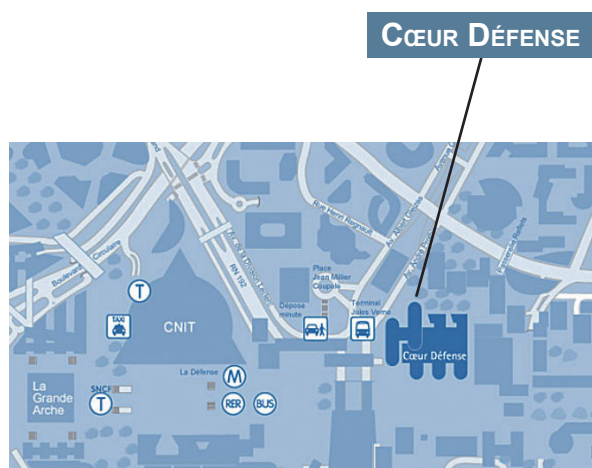 CŒUR DÉFENSE
Rue Henri Regnault
Av. Albert Gleizes
Av. André Prothin
Boulevard Circulaire
RN 192
Place
Jean Millier
Coupole
Dépose
minute
Terminal
Jules Verne
T
TAXI
CNIT
Cœur Défense
La Défense
M
La
Grande
Arche
SNCF
T
RER
BUS